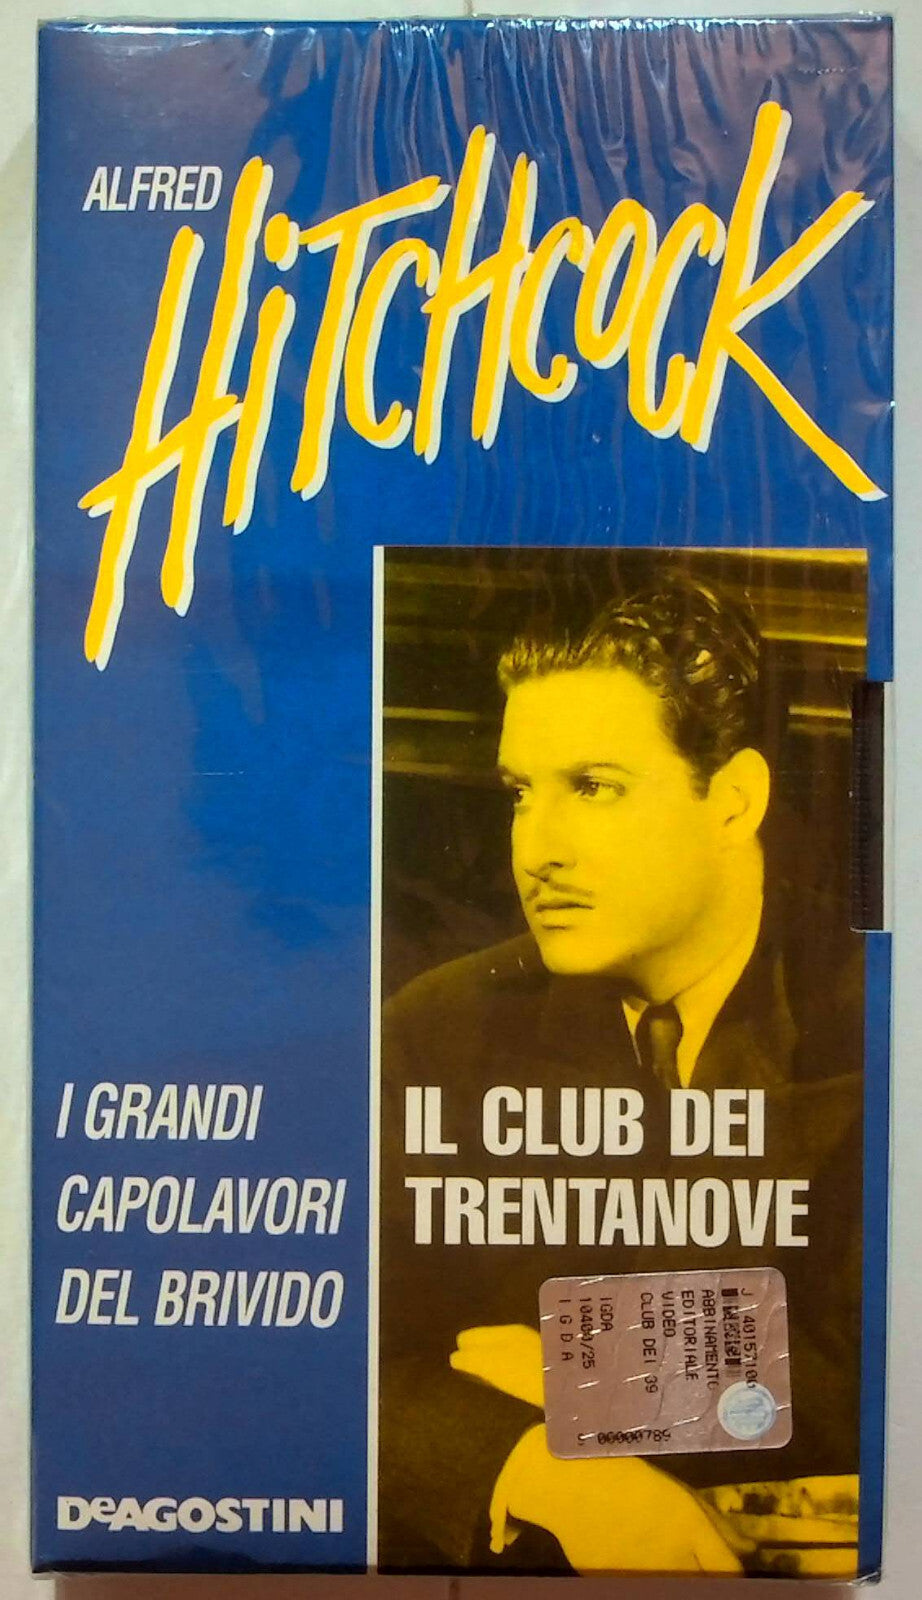 ALFRED
HiTCHCOCK
I GRANDI
CAPOLAVORI
DEL BRIVIDO
IL CLUB DEI
TRENTANOVE
ABBINAMENTO
EDITORIALE
VIDEO
CLUB DEI 39
IGDA
I G D A
DeAGOSTINI